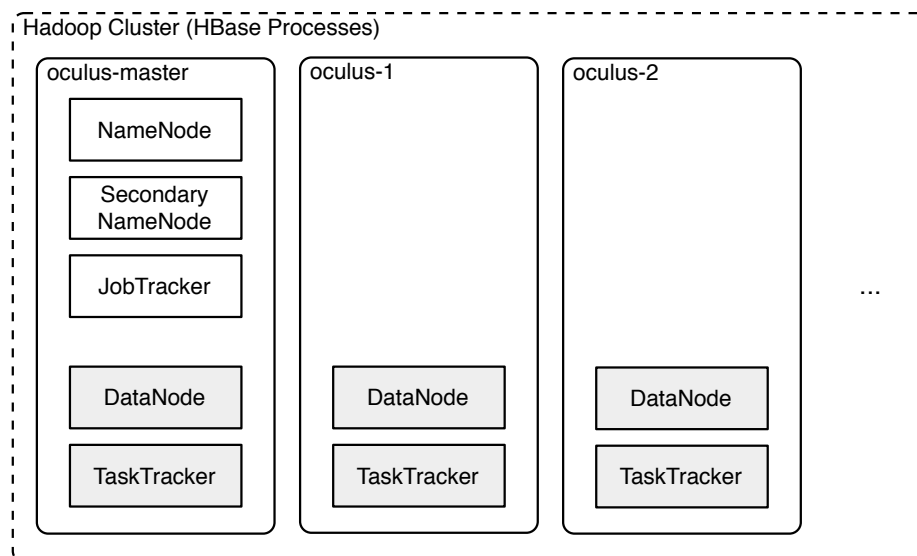 Hadoop Cluster (HBase Processes)
oculus-master
NameNode
Secondary
NameNode
JobTracker
DataNode
TaskTracker
oculus-1
DataNode
TaskTracker
oculus-2
DataNode
TaskTracker
...